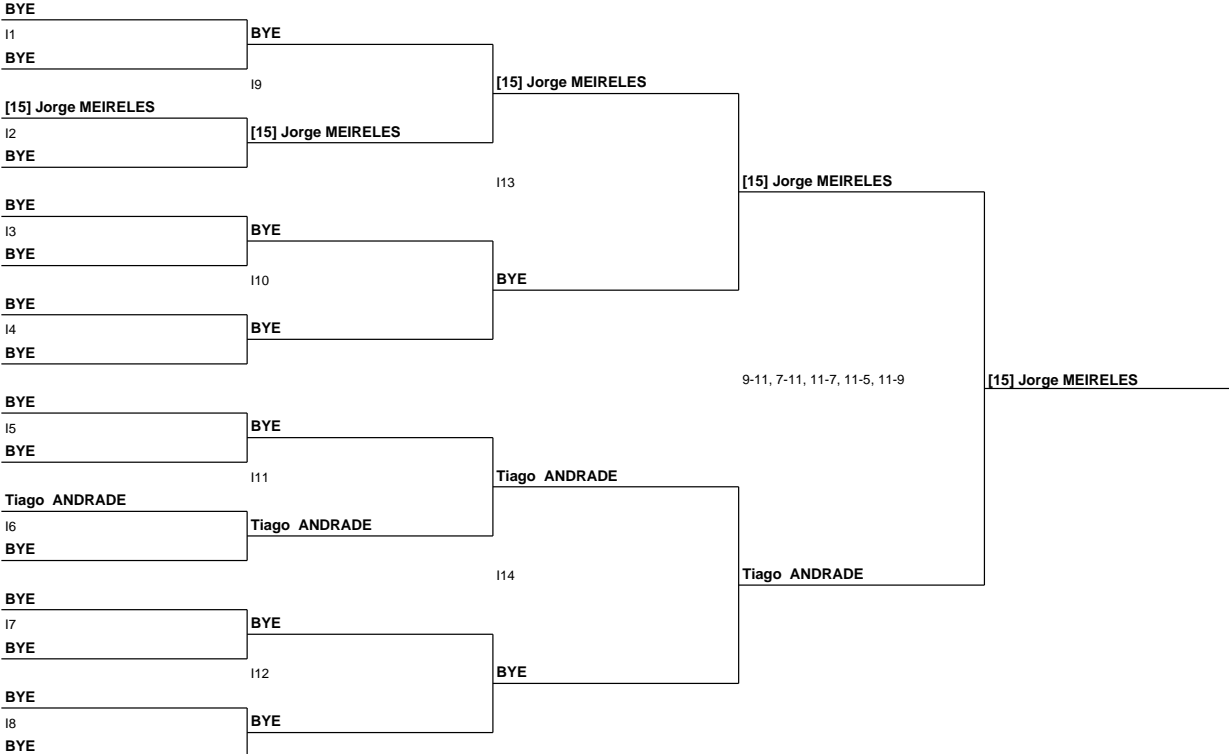 BYE
I1
BYE
BYE
I9
[15] Jorge MEIRELES
[15] Jorge MEIRELES
I2
[15] Jorge MEIRELES
BYE
I13
[15] Jorge MEIRELES
BYE
I3
BYE
BYE
I10
BYE
BYE
I4
BYE
BYE
9-11, 7-11, 11-7, 11-5, 11-9
[15] Jorge MEIRELES
BYE
I5
BYE
BYE
I11
Tiago ANDRADE
Tiago ANDRADE
I6
Tiago ANDRADE
BYE
I14
Tiago ANDRADE
BYE
I7
BYE
BYE
I12
BYE
BYE
I8
BYE
BYE